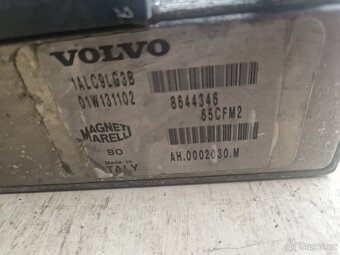 VOLVO
1ALC9LG3B
01W131102
8644346
65CFM2
MAGNETI
MARELLI
BO
Made in
ITALY
AH.0002030.M